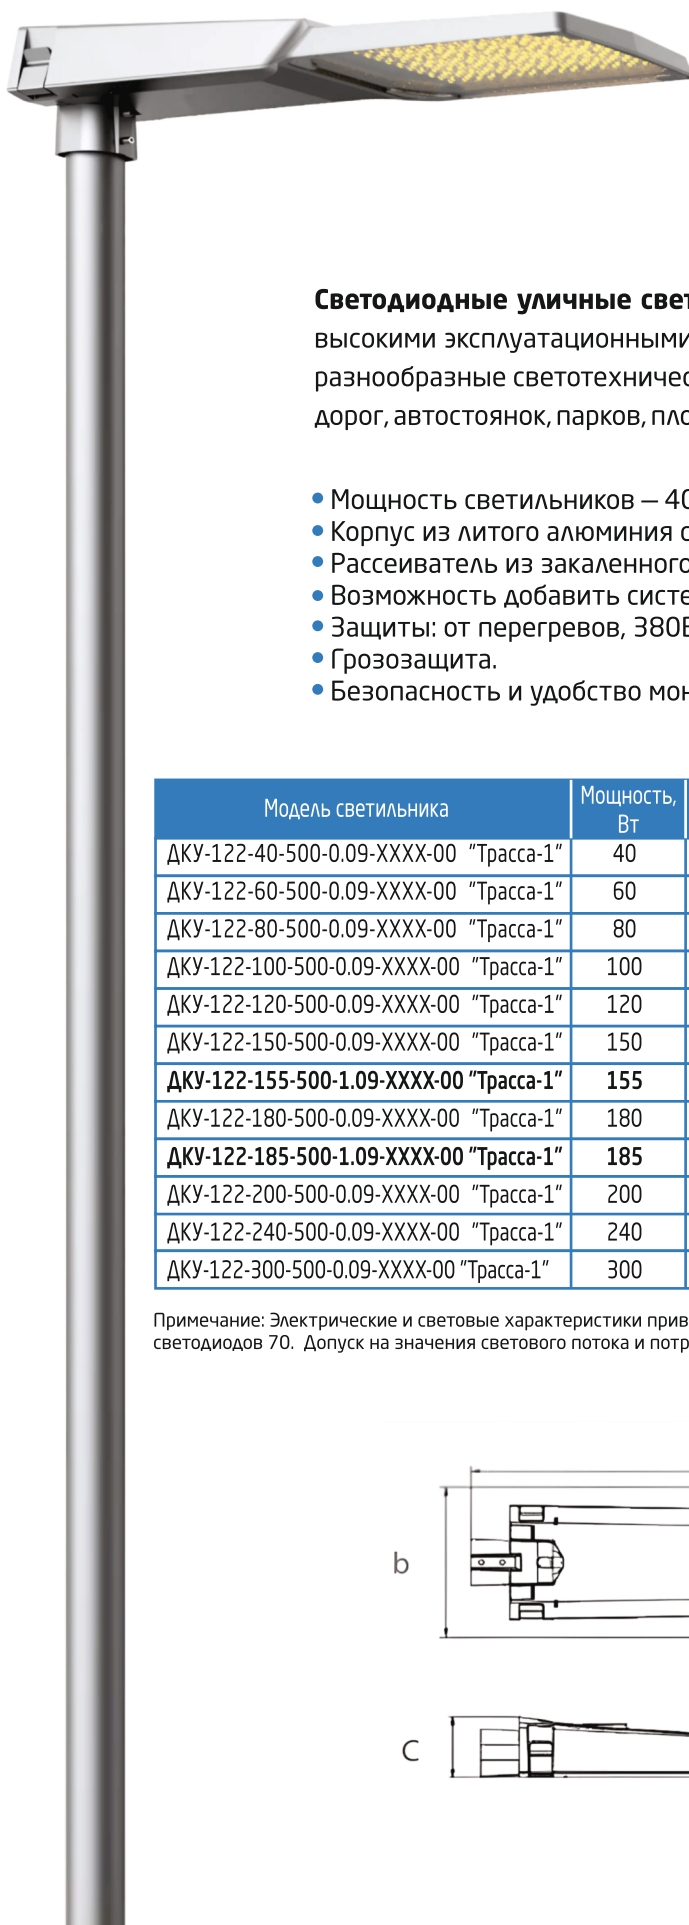 Светодиодные уличные свет
высокими эксплуатационными
разнообразные светотехничес
дорог, автостоянок, парков, пло
• Мощность светильников — 40
• Корпус из литого алюминия с
• Рассеиватель из закаленного
• Возможность добавить систе
• Защиты: от перегревов, 380В
• Грозозащита.
• Безопасность и удобство мон
Модель светильника Мощность, Вт
ДКУ-122-40-500-0.09-XXXX-00 "Трасса-1" 40
ДКУ-122-60-500-0.09-XXXX-00 "Трасса-1" 60
ДКУ-122-80-500-0.09-XXXX-00 "Трасса-1" 80
ДКУ-122-100-500-0.09-XXXX-00 "Трасса-1" 100
ДКУ-122-120-500-0.09-XXXX-00 "Трасса-1" 120
ДКУ-122-150-500-0.09-XXXX-00 "Трасса-1" 150
ДКУ-122-155-500-1.09-XXXX-00 "Трасса-1" 155
ДКУ-122-180-500-0.09-XXXX-00 "Трасса-1" 180
ДКУ-122-185-500-1.09-XXXX-00 "Трасса-1" 185
ДКУ-122-200-500-0.09-XXXX-00 "Трасса-1" 200
ДКУ-122-240-500-0.09-XXXX-00 "Трасса-1" 240
ДКУ-122-300-500-0.09-XXXX-00 "Трасса-1" 300
Примечание: Электрические и световые характеристики прив
светодиодов 70. Допуск на значения светового потока и потр
b
C